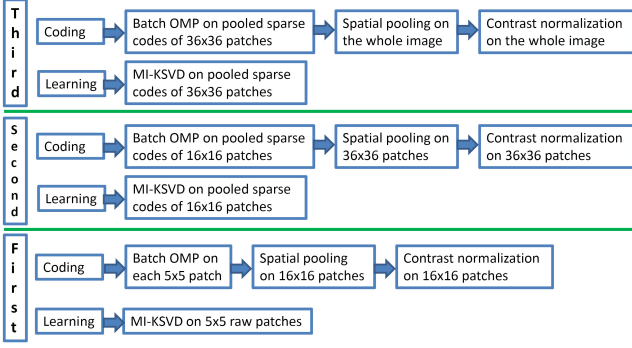 Third
Coding
Batch OMP on pooled sparse
codes of 36x36 patches
Spatial pooling on
the whole image
Contrast normalization
on the whole image
Learning
MI-KSVD on pooled sparse
codes of 36x36 patches
Second
Coding
Batch OMP on pooled sparse
codes of 16x16 patches
Spatial pooling on
36x36 patches
Contrast normalization
on 36x36 patches
Learning
MI-KSVD on pooled sparse
codes of 16x16 patches
First
Coding
Batch OMP on
each 5x5 patch
Spatial pooling
on 16x16 patches
Contrast normalization
on 16x16 patches
Learning
MI-KSVD on 5x5 raw patches